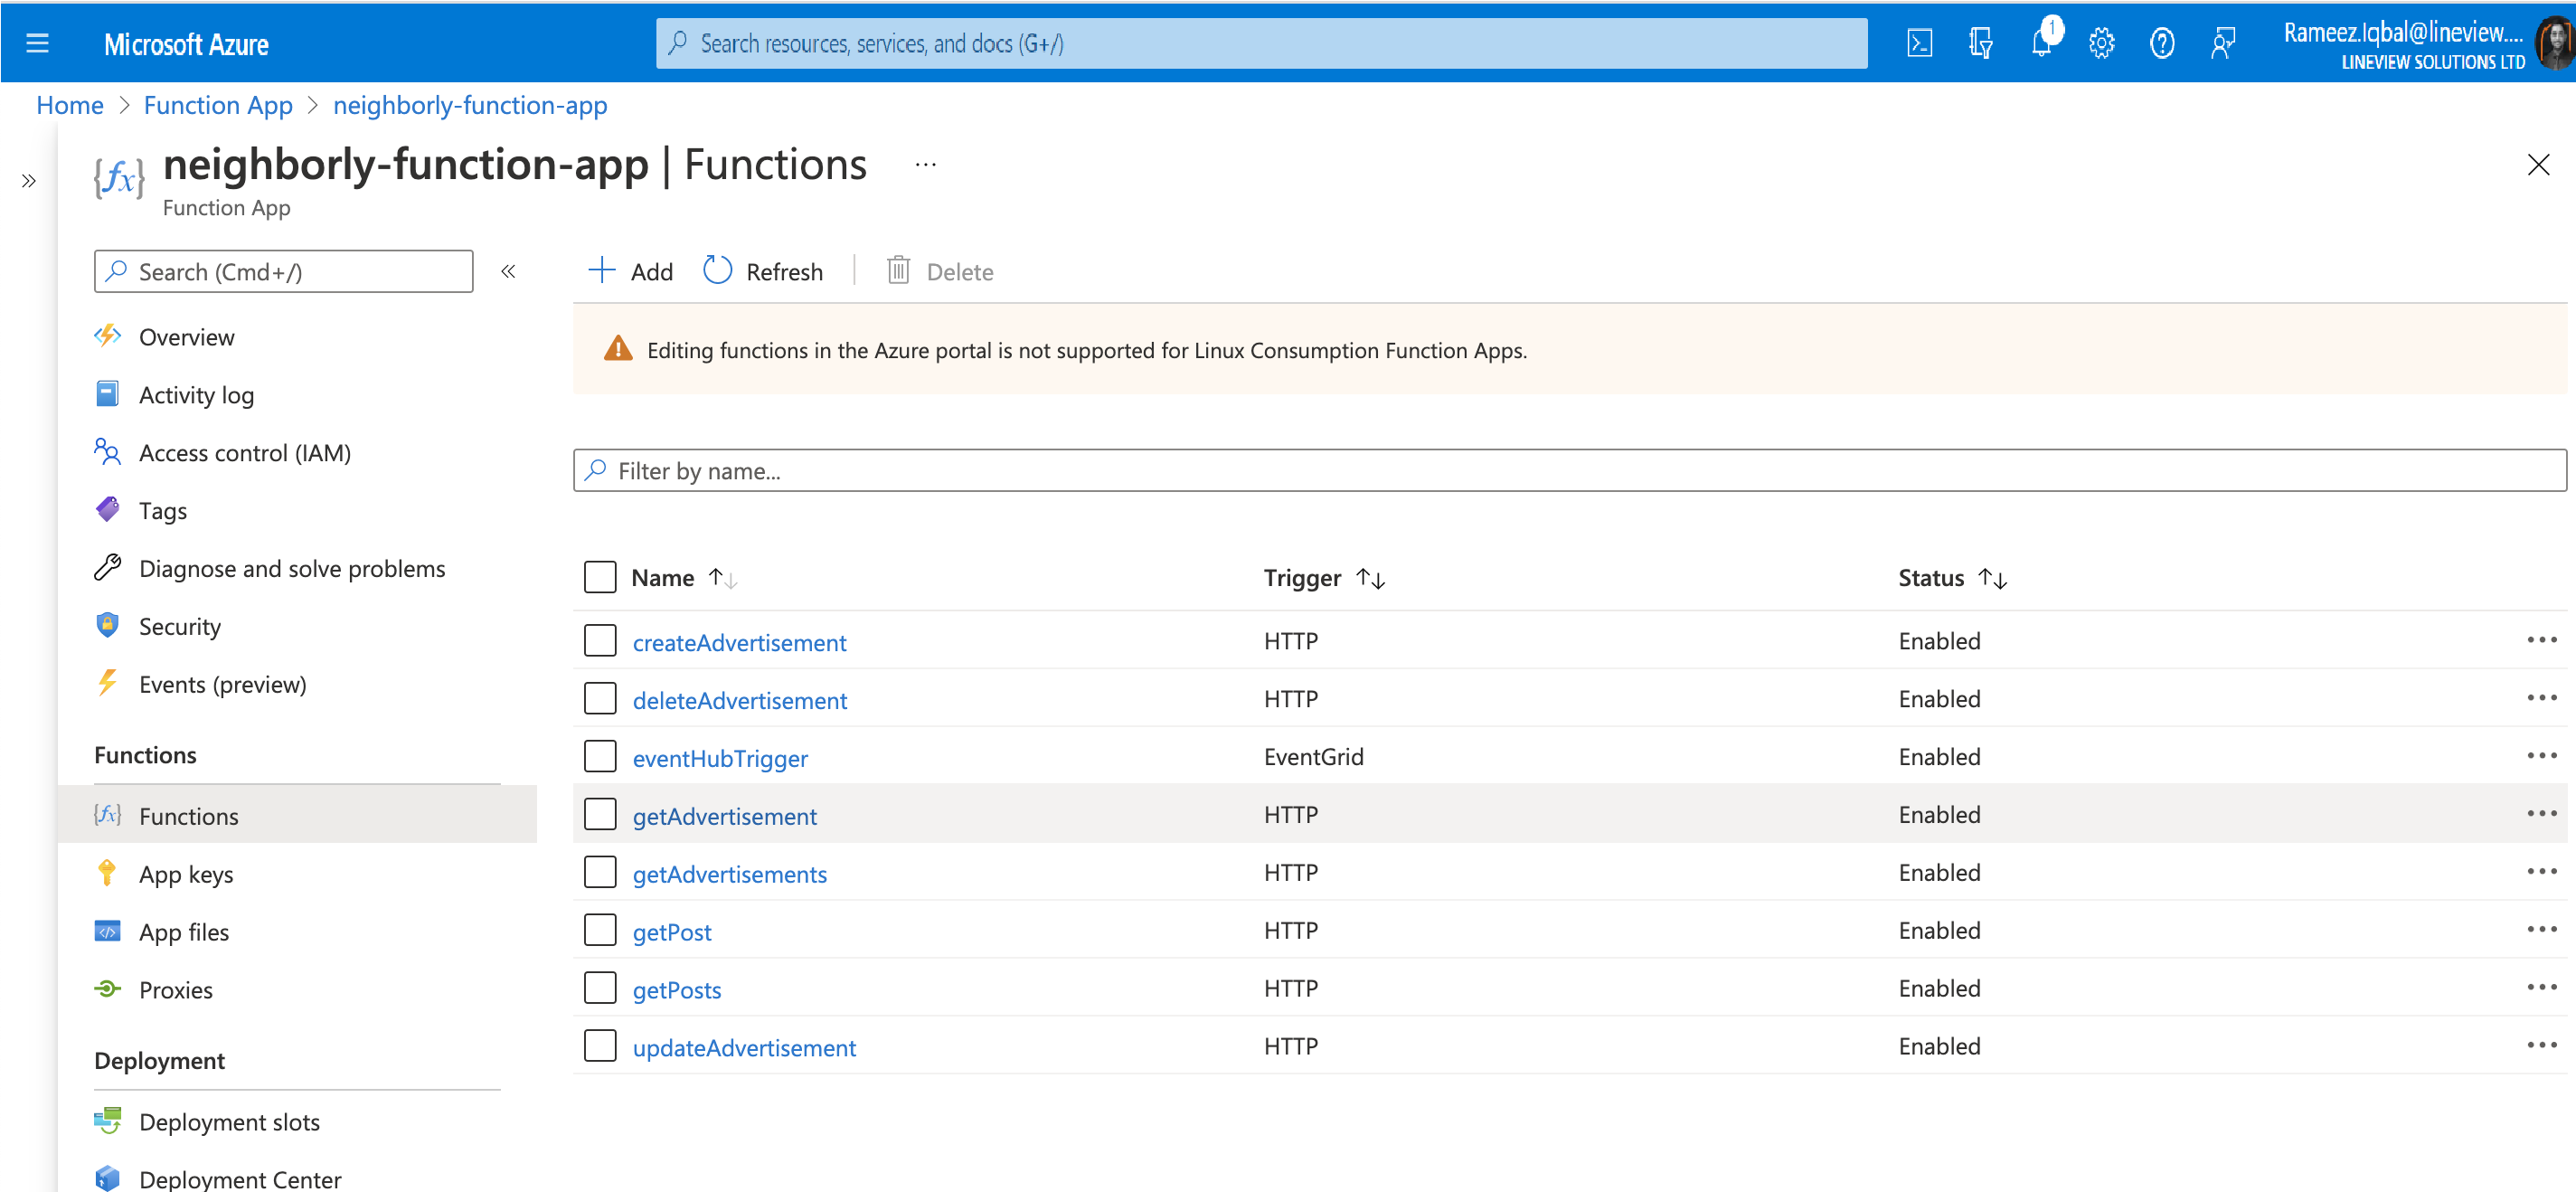 Microsoft Azure
Search resources, services, and docs (G+/)
1
Rameez.Iqbal@lineview....
LINEVIEW SOLUTIONS LTD
Home > Function App > neighborly-function-app
neighborly-function-app | Functions ...
Function App
Search (Cmd+/)
Overview
Activity log
Access control (IAM)
Tags
Diagnose and solve problems
Security
Events (preview)
Functions
Functions
App keys
App files
Proxies
Deployment
Deployment slots
Deployment Center
Add Refresh Delete
Editing functions in the Azure portal is not supported for Linux Consumption Function Apps.
Filter by name...
Name Trigger Status
createAdvertisement HTTP Enabled
deleteAdvertisement HTTP Enabled
eventHubTrigger EventGrid Enabled
getAdvertisement HTTP Enabled
getAdvertisements HTTP Enabled
getPost HTTP Enabled
getPosts HTTP Enabled
updateAdvertisement HTTP Enabled